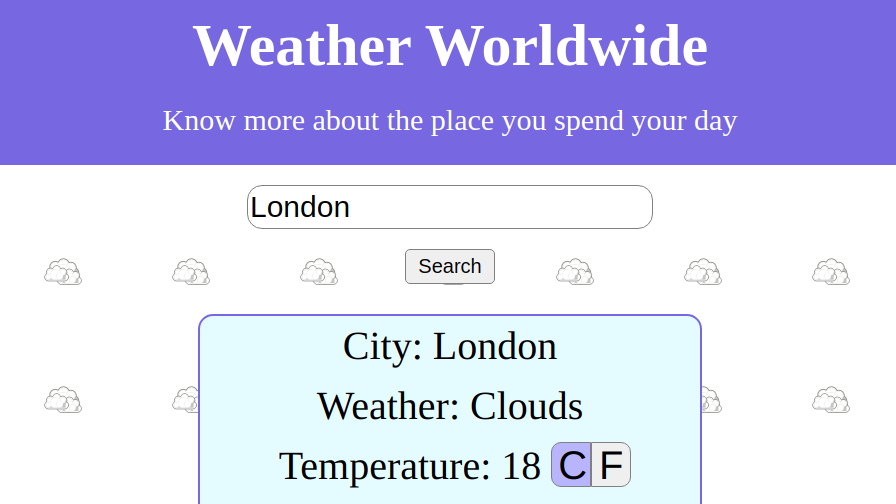 Weather Worldwide
Know more about the place you spend your day
London
Search
City: London
Weather: Clouds
Temperature: 18 C F